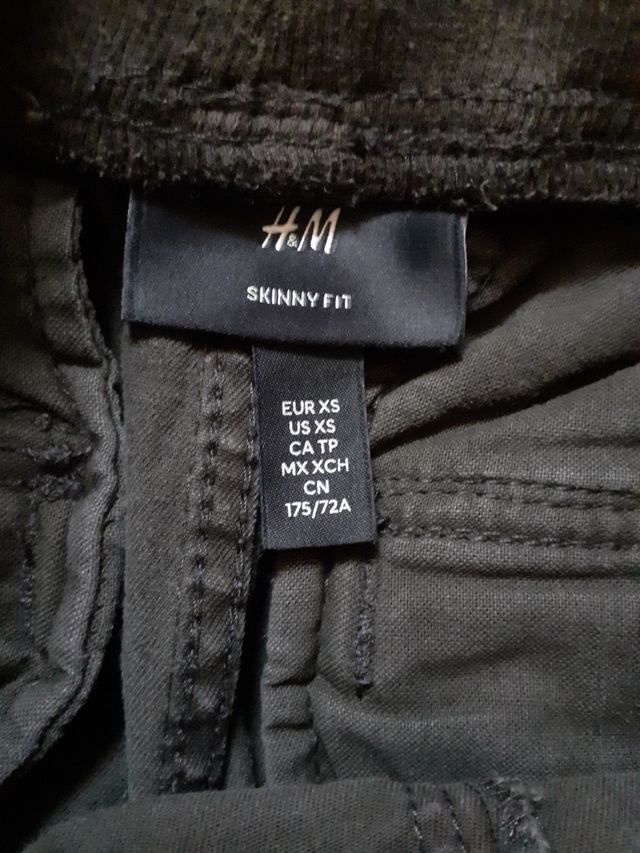 H&M
SKINNY FIT
EUR XS
US XS
CA TP
MX XCH
CN
175/72A